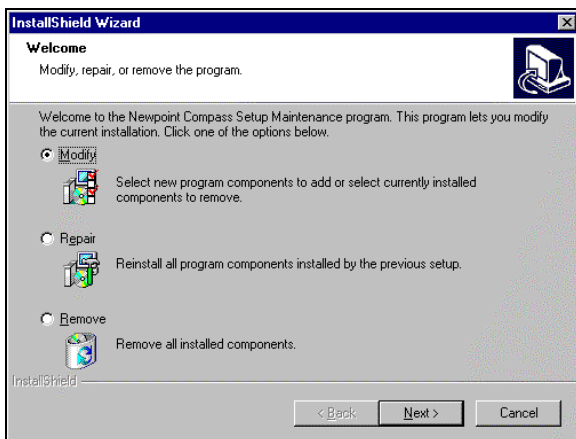 InstallShield Wizard
Welcome
Modify, repair, or remove the program.
Welcome to the Newpoint Compass Setup Maintenance program. This program lets you modify
the current installation. Click one of the options below.
Modify
Select new program components to add or select currently installed
components to remove.
Repair
Reinstall all program components installed by the previous setup.
Remove
Remove all installed components.
InstallShield
< Back
Next >
Cancel